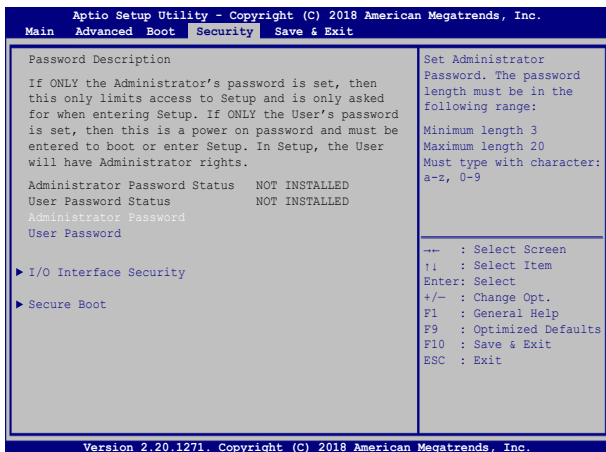 Aptio Setup Utility - Copyright (C) 2018 American Megatrends, Inc.
Main Advanced Boot Security Save & Exit
Password Description
If ONLY the Administrator's password is set, then
this only limits access to Setup and is only asked
for when entering Setup. If ONLY the User's password
is set, then this is a power on password and must be
entered to boot or enter Setup. In Setup, the User
will have Administrator rights.
Administrator Password Status NOT INSTALLED
User Password Status NOT INSTALLED
Administrator Password
User Password
▶ I/O Interface Security
▶ Secure Boot
Set Administrator
Password. The password
length must be in the
following range:
Minimum length 3
Maximum length 20
Must type with character:
a-z, 0-9
→← : Select Screen
↑↓ : Select Item
Enter: Select
+/— : Change Opt.
F1 : General Help
F9 : Optimized Defaults
F10 : Save & Exit
ESC : Exit
Version 2.20.1271. Copyright (C) 2018 American Megatrends, Inc.